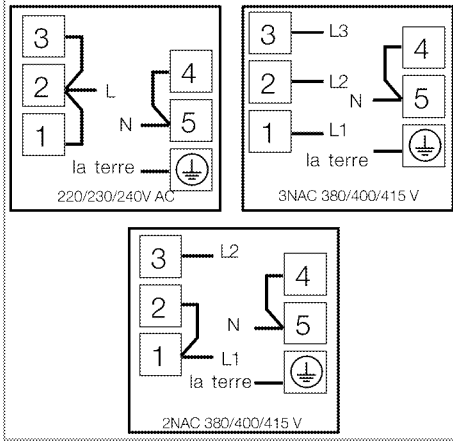 3
2
L
1
4
N
5
la terre
220/230/240V AC
3
L3
2
L2
1
L1
4
N
5
la terre
3NAC 380/400/415 V
3
L2
2
1
L1
4
N
5
la terre
2NAC 380/400/415 V